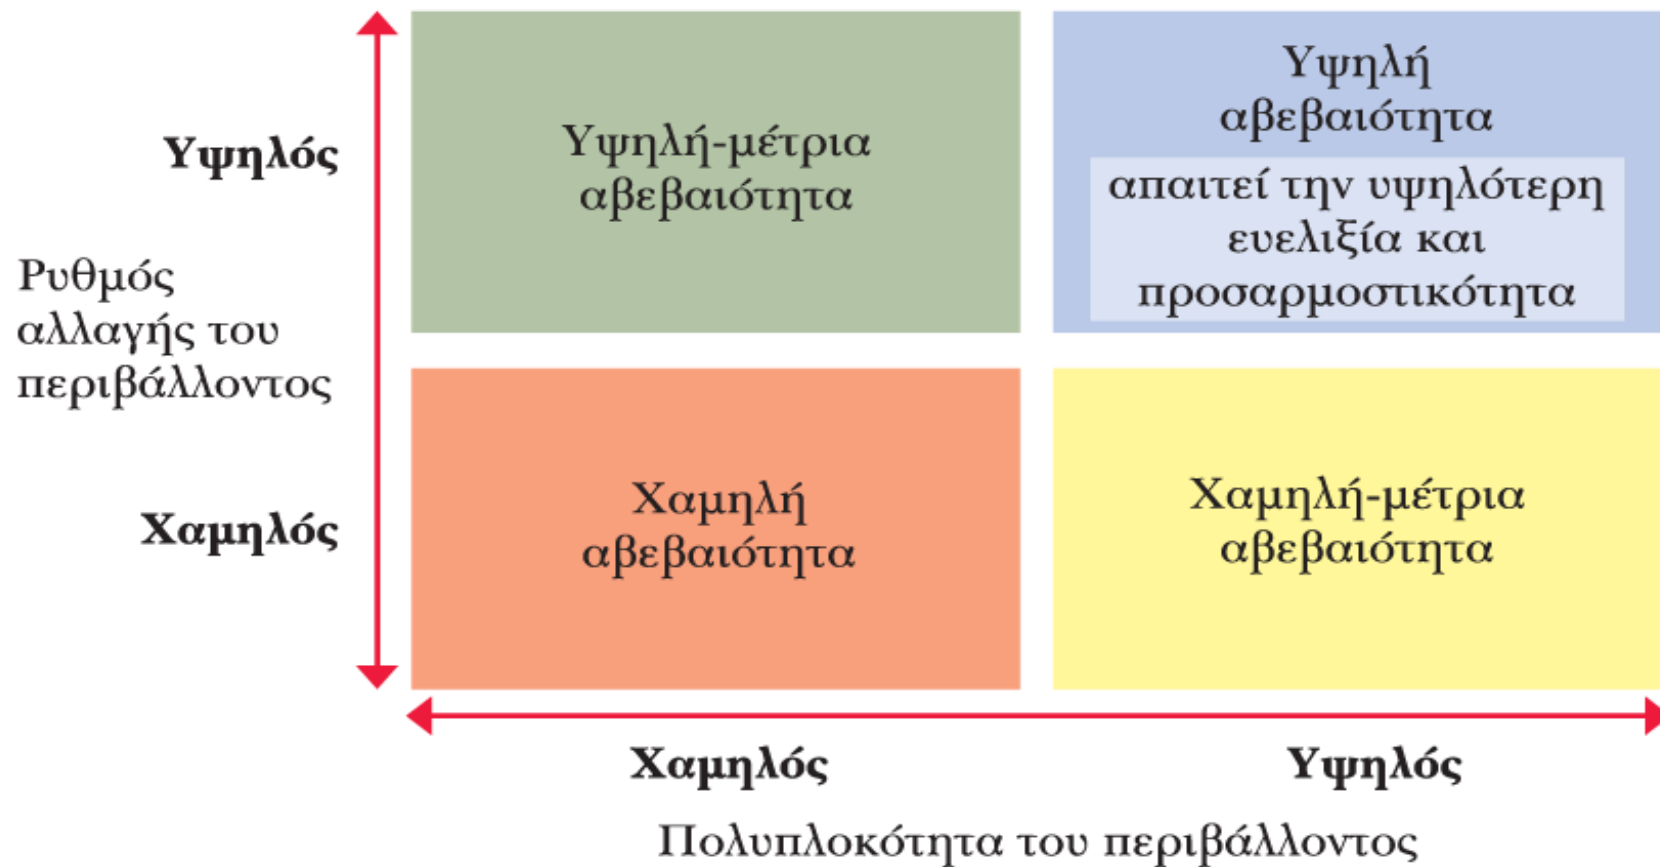 Υψηλός
Ρυθμός
αλλαγής του
περιβάλλοντος
Χαμηλός
Υψηλή-μέτρια
αβεβαιότητα
Υψηλή
αβεβαιότητα
απαιτεί την υψηλότερη
ευελιξία και
προσαρμοστικότητα
Χαμηλή
αβεβαιότητα
Χαμηλή-μέτρια
αβεβαιότητα
Χαμηλός
Υψηλός
Πολυπλοκότητα του περιβάλλοντος